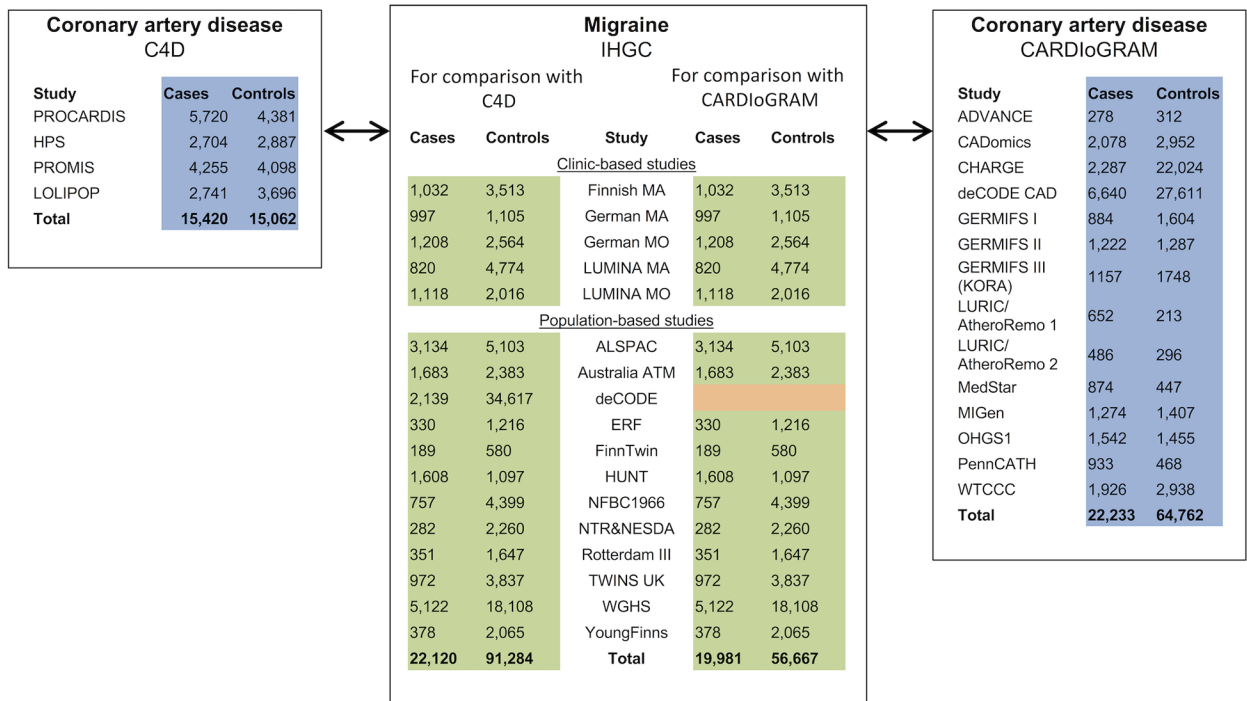 Coronary artery disease
C4D
Study Cases Controls
PROCARDIS 5,720 4,381
HPS 2,704 2,887
PROMIS 4,255 4,098
LOLIPOP 2,741 3,696
Total 15,420 15,062
Migraine
IHGC
For comparison with C4D
For comparison with CARDIoGRAM
Cases Controls Study Cases Controls
Clinic-based studies
1,032 3,513 Finnish MA 1,032 3,513
997 1,105 German MA 997 1,105
1,208 2,564 German MO 1,208 2,564
820 4,774 LUMINA MA 820 4,774
1,118 2,016 LUMINA MO 1,118 2,016
Population-based studies
3,134 5,103 ALSPAC 3,134 5,103
1,683 2,383 Australia ATM 1,683 2,383
2,139 34,617 deCODE
330 1,216 ERF 330 1,216
189 580 FinnTwin 189 580
1,608 1,097 HUNT 1,608 1,097
757 4,399 NFBC1966 757 4,399
282 2,260 NTR&NESDA 282 2,260
351 1,647 Rotterdam III 351 1,647
972 3,837 TWINS UK 972 3,837
5,122 18,108 WGHS 5,122 18,108
378 2,065 YoungFinns 378 2,065
22,120 91,284 Total 19,981 56,667
Coronary artery disease
CARDIoGRAM
Study Cases Controls
ADVANCE 278 312
CADomics 2,078 2,952
CHARGE 2,287 22,024
deCODE CAD 6,640 27,611
GERMIFS I 884 1,604
GERMIFS II 1,222 1,287
GERMIFS III (KORA) 1157 1748
LURIC/ AtheroRemo 1 652 213
LURIC/ AtheroRemo 2 486 296
MedStar 874 447
MIGen 1,274 1,407
OHGS1 1,542 1,455
PennCATH 933 468
WTCCC 1,926 2,938
Total 22,233 64,762